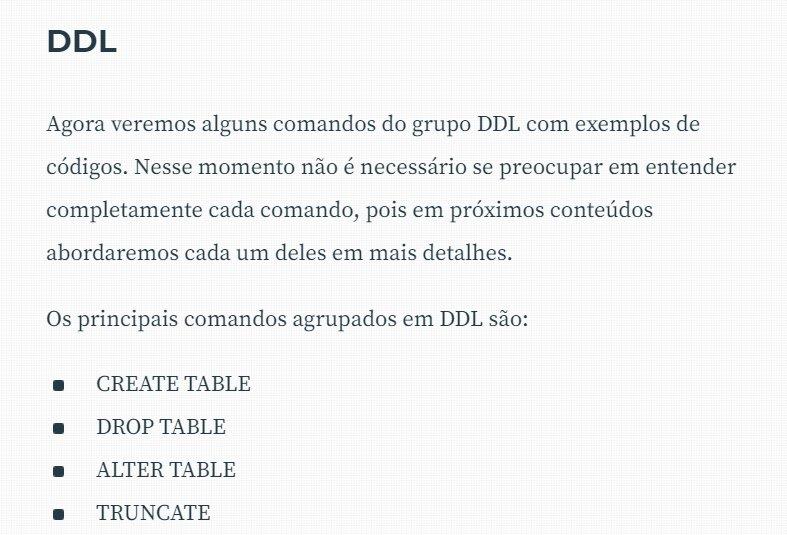 DDL
Agora veremos alguns comandos do grupo DDL com exemplos de
códigos. Nesse momento não é necessário se preocupar em entender
completamente cada comando, pois em próximos conteúdos
abordaremos cada um deles em mais detalhes.
Os principais comandos agrupados em DDL são:
CREATE TABLE
DROP TABLE
ALTER TABLE
TRUNCATE